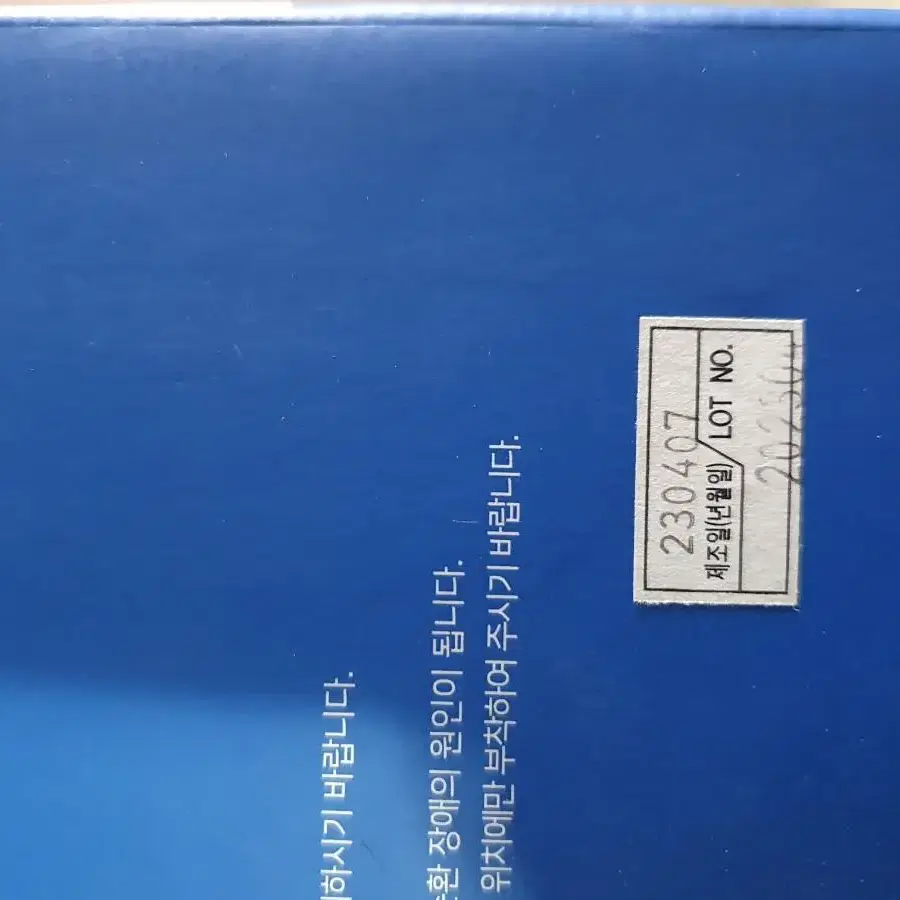 하시기 바랍니다.
장애의 원인이 됩니다.
위치에만 부착하여 주시기 바랍니다.
230407
제조일(년월일)/LOT NO.